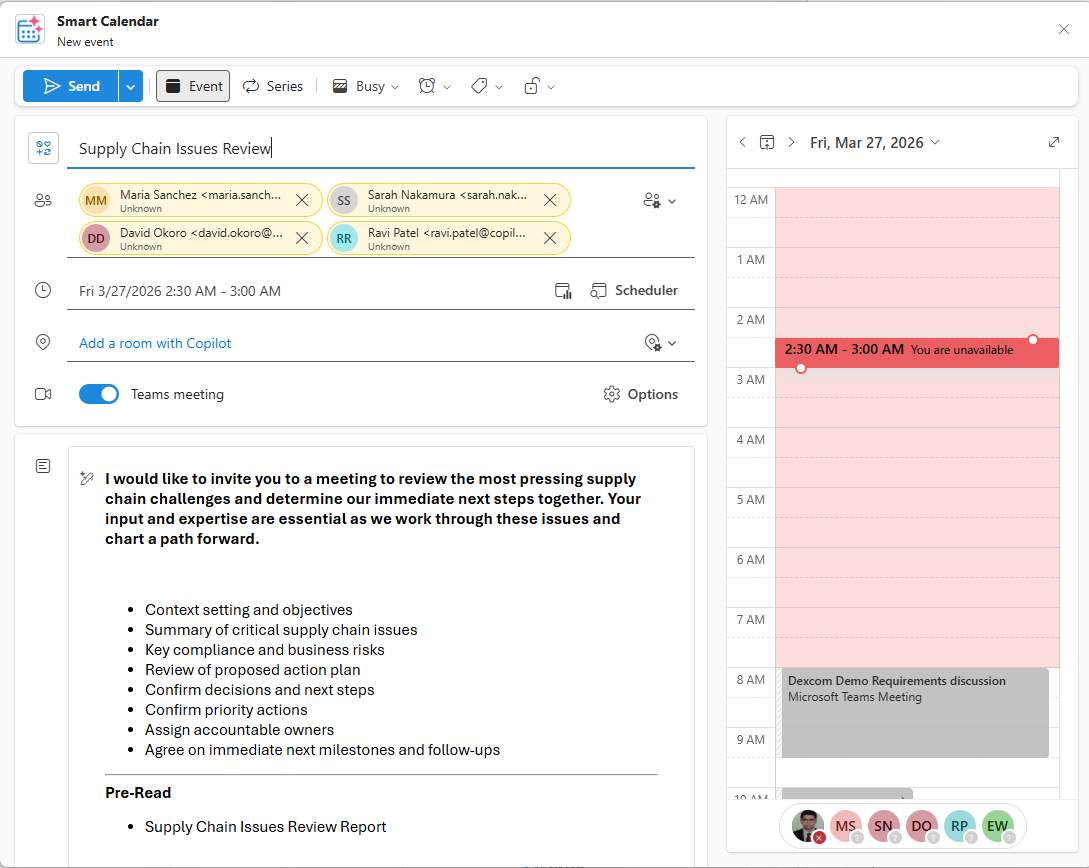 Smart Calendar
New event
Send
Event
Series
Busy
Supply Chain Issues Review
MM Maria Sanchez <maria.sanch...
Unknown
SS Sarah Nakamura <sarah.nak...
Unknown
DD David Okoro <david.okoro@...
Unknown
RR Ravi Patel <ravi.patel@copil...
Unknown
Fri 3/27/2026 2:30 AM - 3:00 AM
Scheduler
Add a room with Copilot
Teams meeting
Options
I would like to invite you to a meeting to review the most pressing supply
chain challenges and determine our immediate next steps together. Your
input and expertise are essential as we work through these issues and
chart a path forward.
• Context setting and objectives
• Summary of critical supply chain issues
• Key compliance and business risks
• Review of proposed action plan
• Confirm decisions and next steps
• Confirm priority actions
• Assign accountable owners
• Agree on immediate next milestones and follow-ups
Pre-Read
• Supply Chain Issues Review Report
Fri, Mar 27, 2026
12 AM
1 AM
2 AM
2:30 AM - 3:00 AM You are unavailable
3 AM
4 AM
5 AM
6 AM
7 AM
8 AM
Dexcom Demo Requirements discussion
Microsoft Teams Meeting
9 AM
10 AM
MS SN DO RP EW